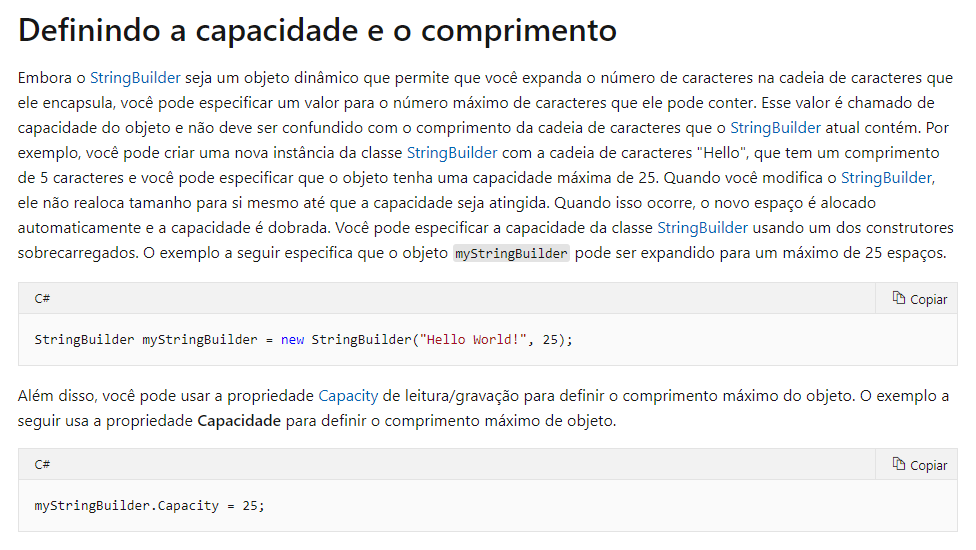 Definindo a capacidade e o comprimento
Embora o StringBuilder seja um objeto dinâmico que permite que você expanda o número de caracteres na cadeia de caracteres que
ele encapsula, você pode especificar um valor para o número máximo de caracteres que ele pode conter. Esse valor é chamado de
capacidade do objeto e não deve ser confundido com o comprimento da cadeia de caracteres que o StringBuilder atual contém. Por
exemplo, você pode criar uma nova instância da classe StringBuilder com a cadeia de caracteres "Hello", que tem um comprimento
de 5 caracteres e você pode especificar que o objeto tenha uma capacidade máxima de 25. Quando você modifica o StringBuilder,
ele não realoca tamanho para si mesmo até que a capacidade seja atingida. Quando isso ocorre, o novo espaço é alocado
automaticamente e a capacidade é dobrada. Você pode especificar a capacidade da classe StringBuilder usando um dos construtores
sobrecarregados. O exemplo a seguir especifica que o objeto myStringBuilder pode ser expandido para um máximo de 25 espaços.
C# Copiar
StringBuilder myStringBuilder = new StringBuilder("Hello World!", 25);
Além disso, você pode usar a propriedade Capacity de leitura/gravação para definir o comprimento máximo do objeto. O exemplo a
seguir usa a propriedade Capacidade para definir o comprimento máximo de objeto.
C# Copiar
myStringBuilder.Capacity = 25;